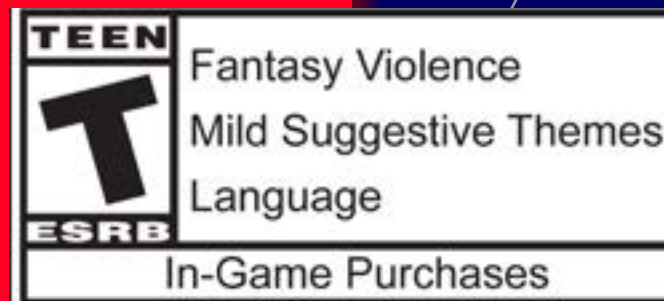 TEEN
T
ESRB
Fantasy Violence
Mild Suggestive Themes
Language
In-Game Purchases